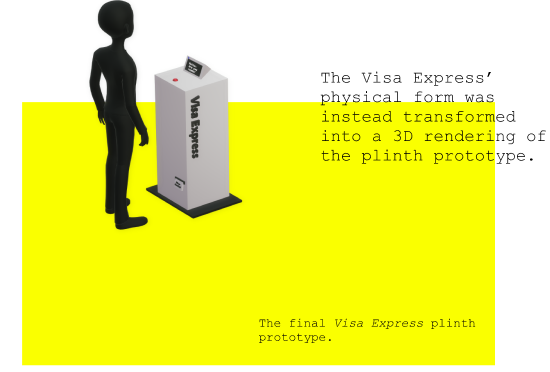 The Visa Express’
physical form was
instead transformed
into a 3D rendering of
the plinth prototype.
Visa Express
The final Visa Express plinth
prototype.